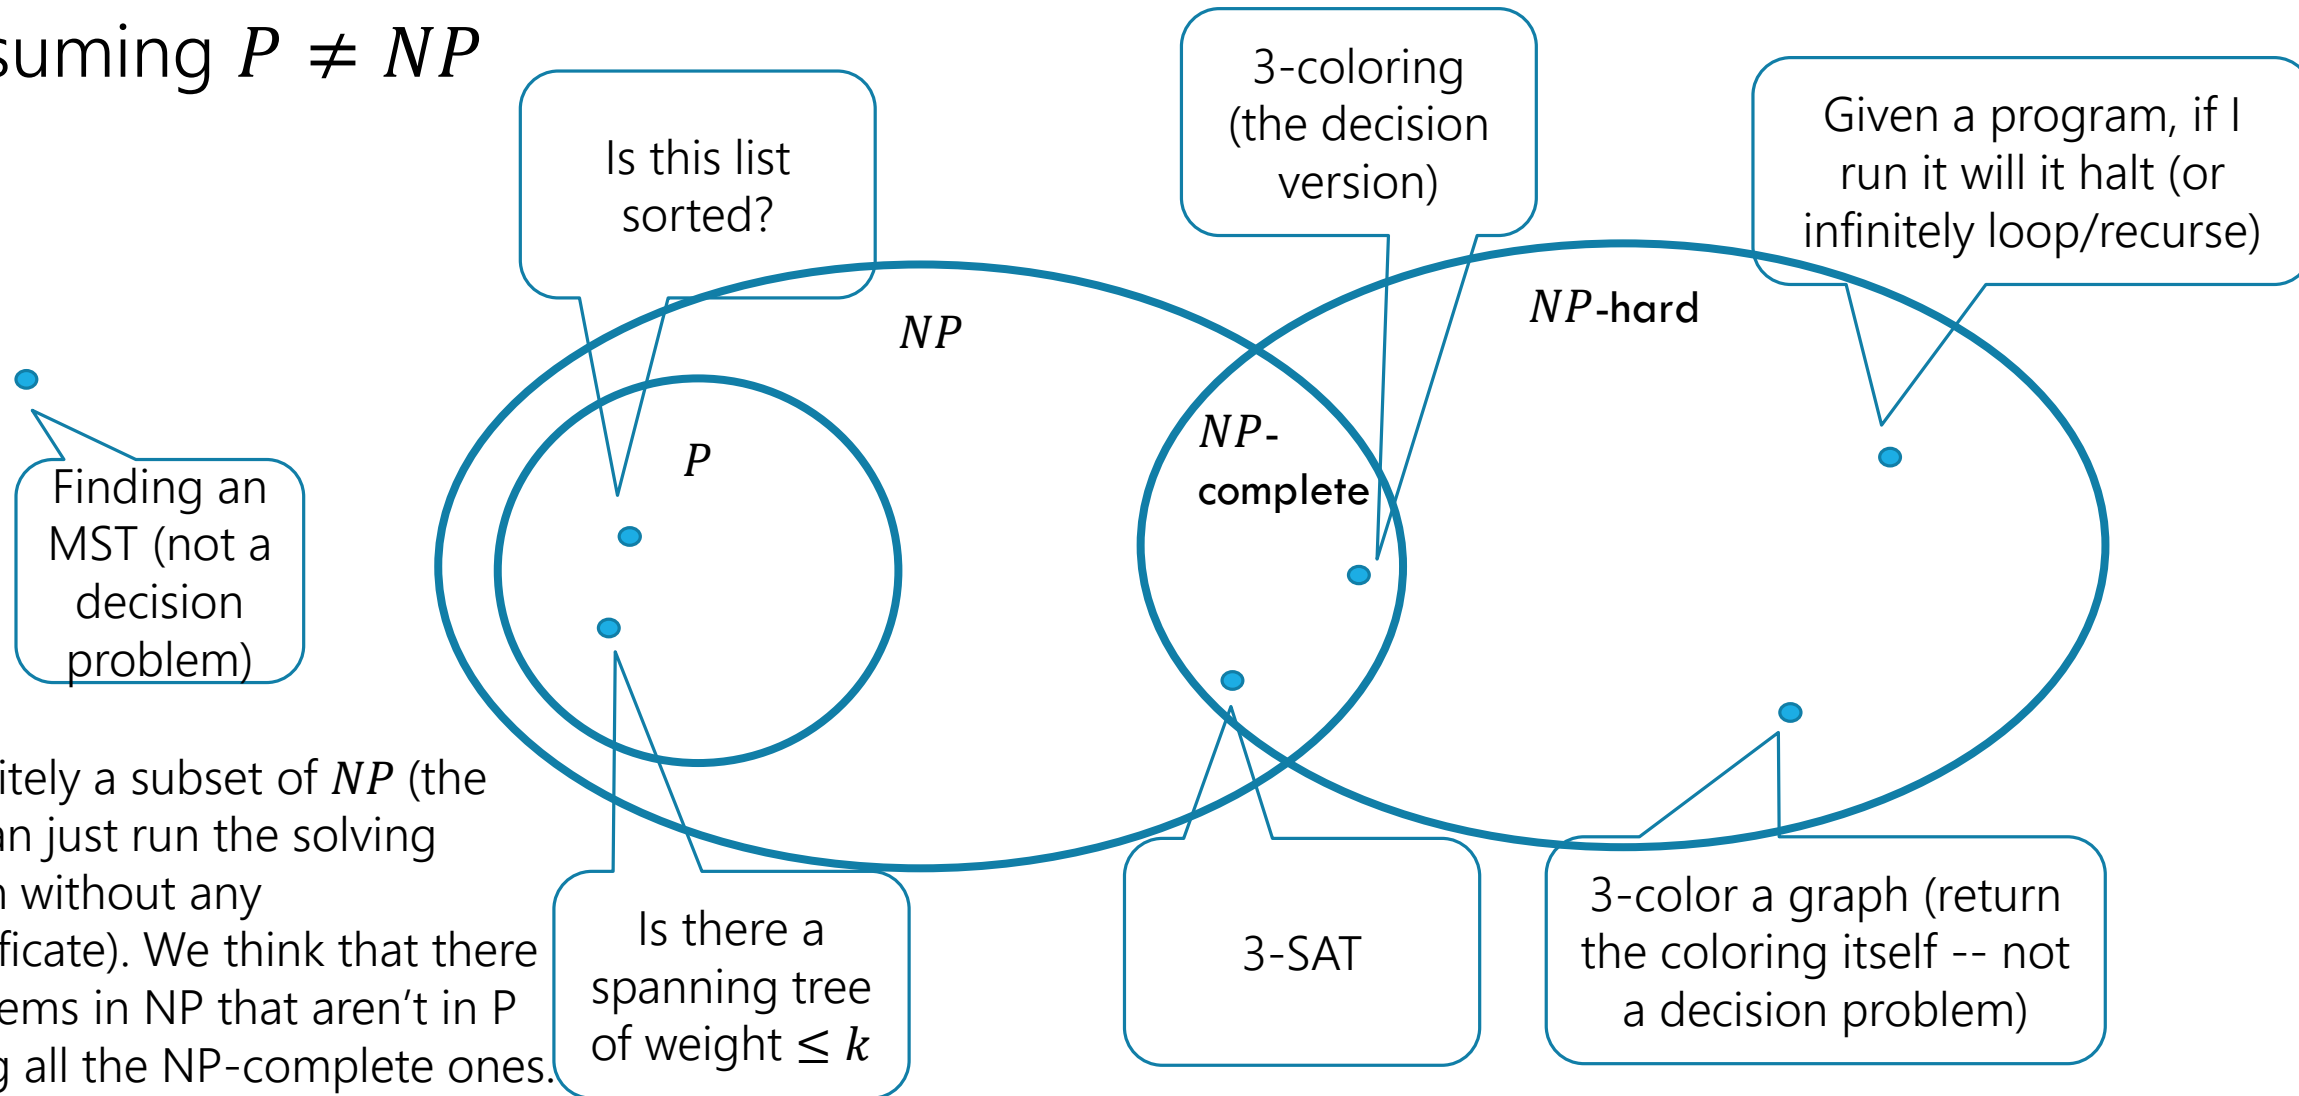 suming P ≠ NP
Is this list
sorted?
3-coloring
(the decision
version)
Given a program, if I
run it will it halt (or
infinitely loop/recurse)
NP
NP-hard
P
NP-
complete
Finding an
MST (not a
decision
problem)
itely a subset of NP (the
an just run the solving
n without any
ficate). We think that there
ems in NP that aren't in P
g all the NP-complete ones.
Is there a
spanning tree
of weight ≤ k
3-SAT
3-color a graph (return
the coloring itself -- not
a decision problem)